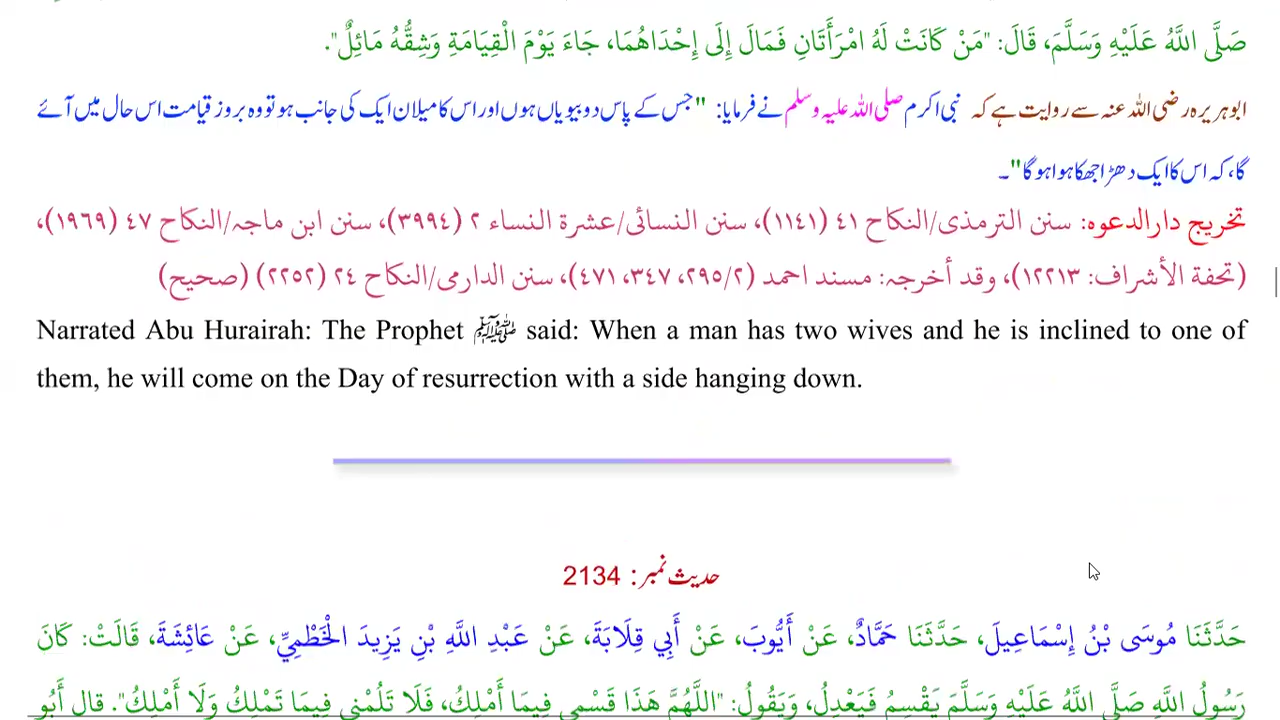 صَلَّى اللَّهُ عَلَيْهِ وَسَلَّمَ، قَالَ: "مَنْ كَانَتْ لَهُ امْرَأَتَانِ فَمَالَ إِلَى إِحْدَاهُمَا، جَاءَ يَوْمَ الْقِيَامَةِ وَشِقُّهُ مَائِلٌ".
ابوہریرہ رضی اللہ عنہ سے روایت ہے کہ نبی اکرم صلی اللہ علیہ وسلم نے فرمایا: "جس کے پاس دو بیویاں ہوں اور اس کا میلان ایک کی جانب ہو تو وہ بروز قیامت اس حال میں آئے
گا، کہ اس کا ایک دھڑا جھکا ہوا ہو گا"۔
تخریج دارالدعوہ: سنن الترمذی/النکاح ٤١ (١١٤١)، سنن النسائی/عشرة النساء ٢ (٣٩٩٤)، سنن ابن ماجہ/النکاح ٤٧ (١٩٦٩)،
(تحفة الأشراف: ١٢٢١٣)، وقد أخرجہ: مسند احمد (٢٩٥/٢، ٣٤٧، ٤٧١)، سنن الدارمی/النکاح ٢٤ (٢٢٥٢) (صحیح)
Narrated Abu Hurairah: The Prophet ﷺ said: When a man has two wives and he is inclined to one of
them, he will come on the Day of resurrection with a side hanging down.
حدیث نمبر: 2134
حَدَّثَنَا مُوسَى بْنُ إِسْمَاعِيلَ، حَدَّثَنَا حَمَّادٌ، عَنْ أَيُّوبَ، عَنْ أَبِي قِلَابَةَ، عَنْ عَبْدِ اللَّهِ بْنِ يَزِيدَ الْخَطْمِيِّ، عَنْ عَائِشَةَ، قَالَتْ: كَانَ
رَسُولُ اللَّهِ صَلَّى اللَّهُ عَلَيْهِ وَسَلَّمَ يَقْسِمُ فَيَعْدِلُ، وَيَقُولُ: "اللَّهُمَّ هَذَا قَسْمِي فِيمَا أَمْلِكُ، فَلَا تَلُمْنِي فِيمَا تَمْلِكُ وَلَا أَمْلِكُ". قَالَ أَبُو